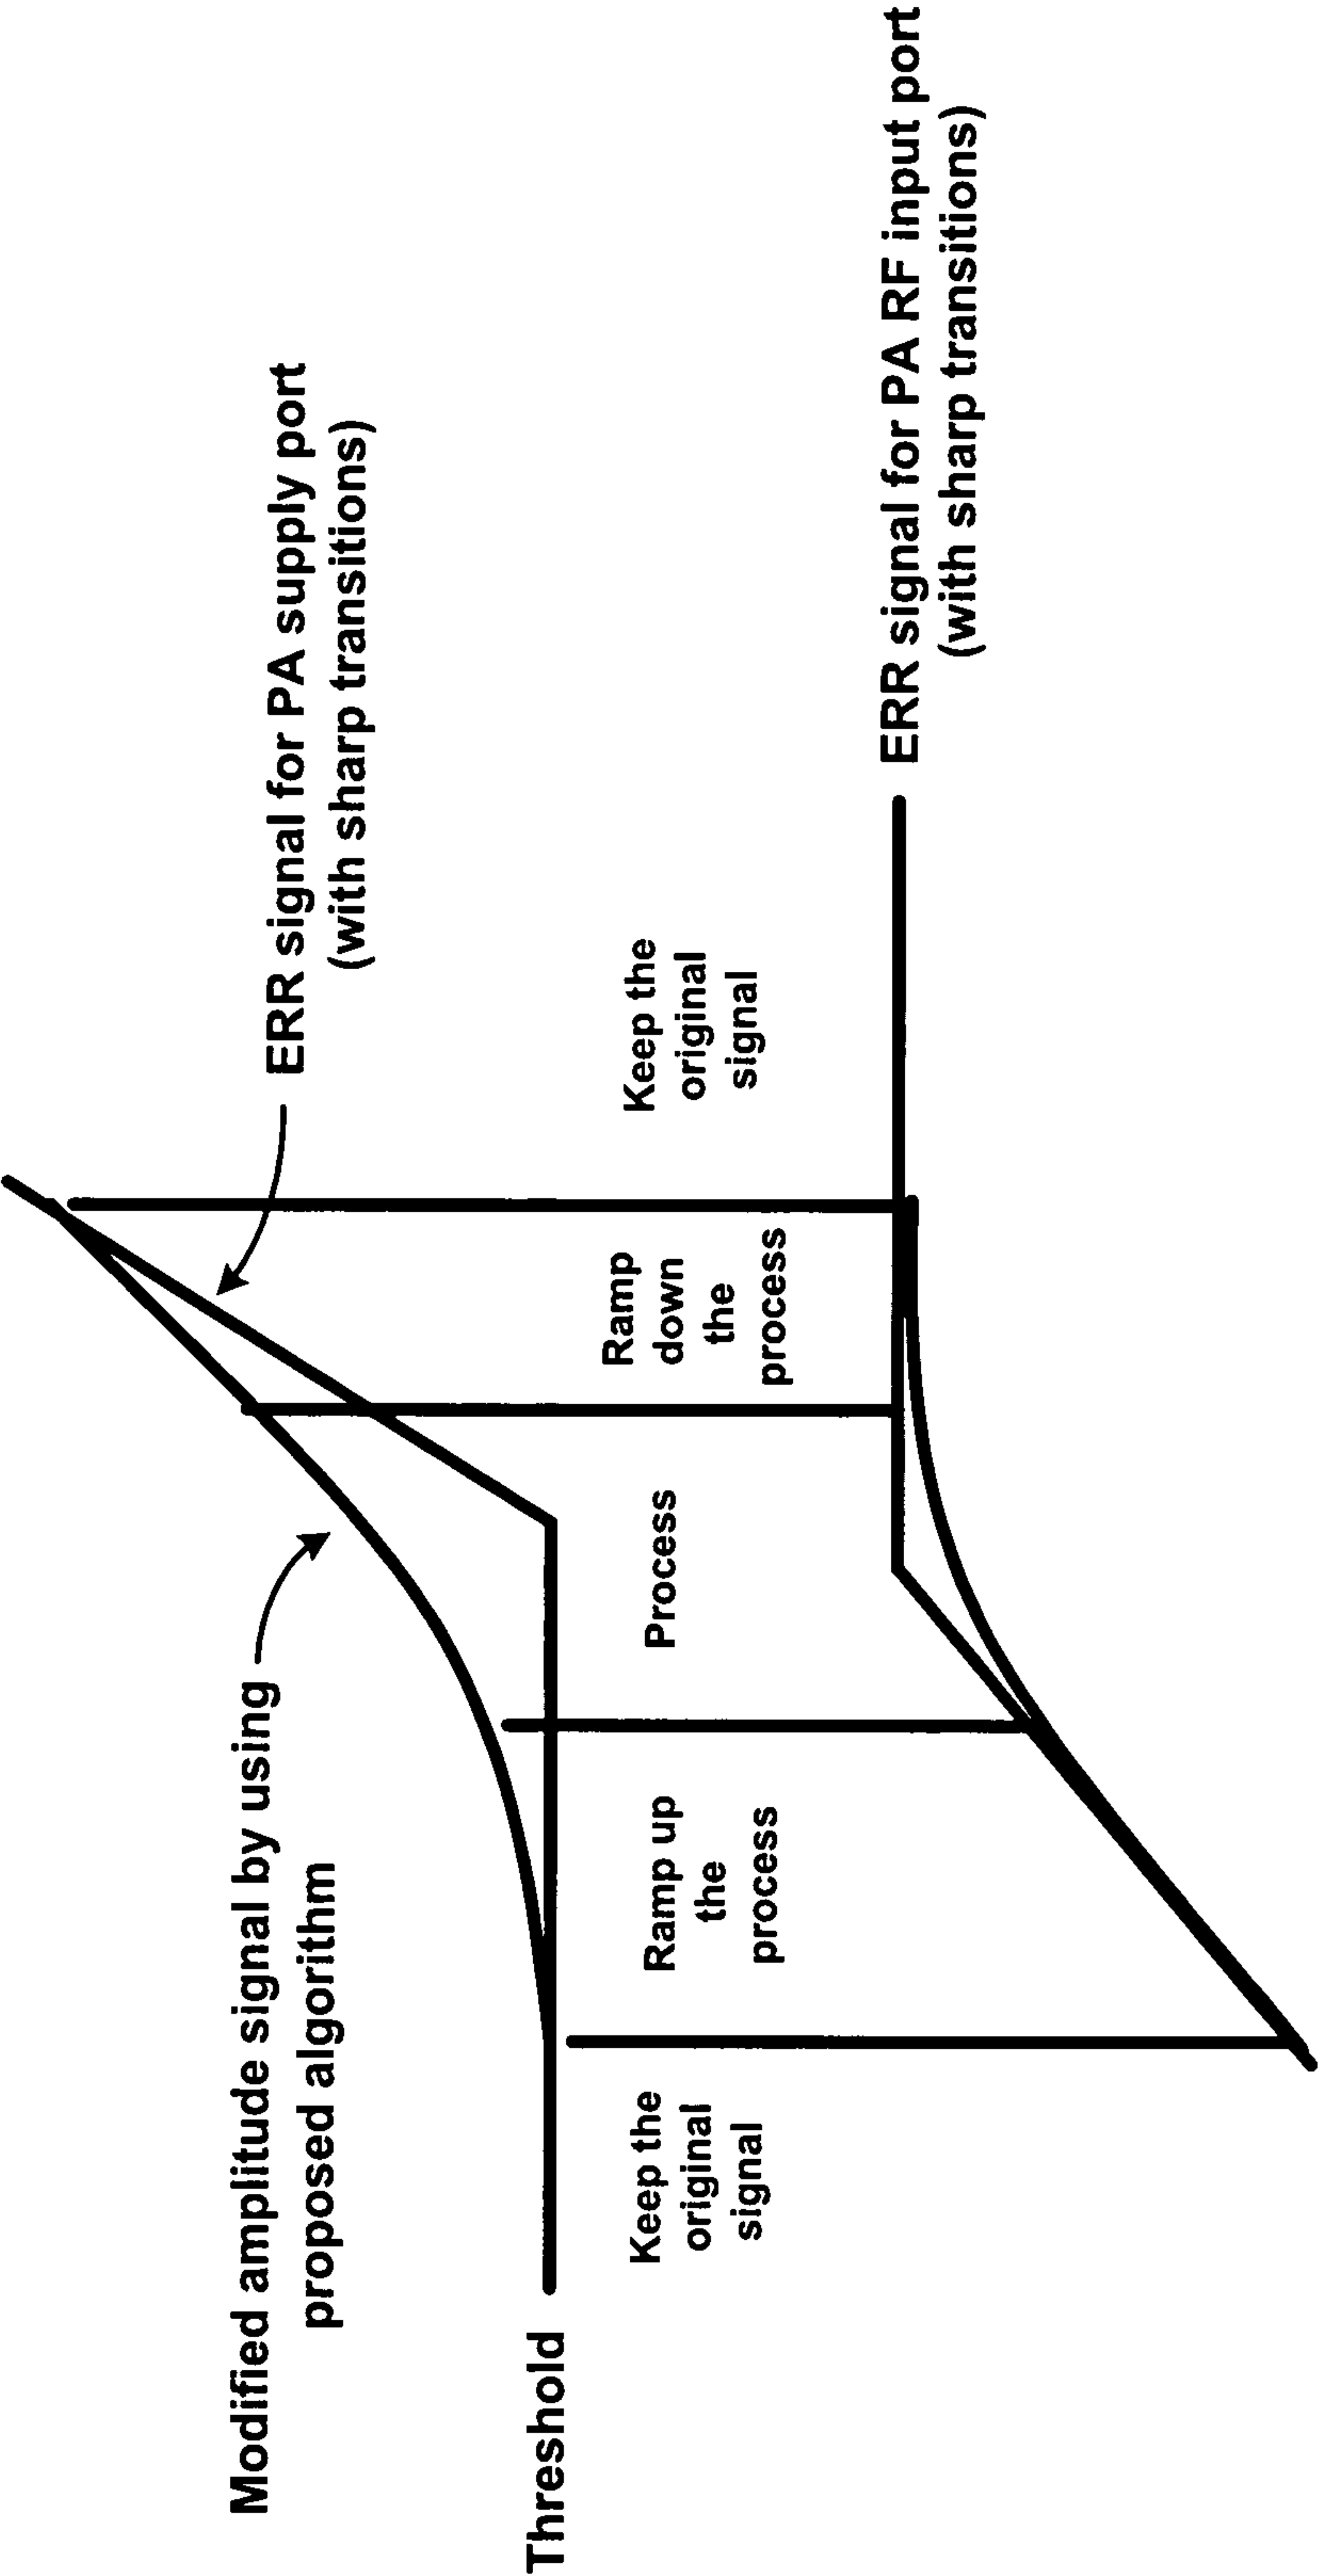 Modified amplitude signal by using
proposed algorithm
ERR signal for PA supply port
(with sharp transitions)
Threshold
Keep the
original
signal
Ramp up
the
process
Process
Ramp
down
the
process
Keep the
original
signal
ERR signal for PA RF input port
(with sharp transitions)